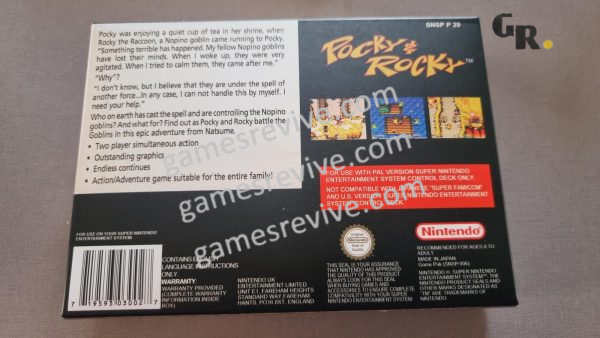 SNSP P 29
GR.
Pocky was enjoying a quiet cup of tea in her shrine, when
Rocky the Raccoon, a Nopino goblin came running to Pocky.
"Something terrible has happened. My fellow Nopino goblins
have lost their minds. When I woke up, they were very
agitated. When I tried to calm them, they came after me."
"Why"?
"I don't know, but I believe that they are under the spell of
another force...In any case, I can not handle this by myself. I
need your help."
Who on earth has cast the spell and are controlling the Nopino
goblins? And what for? Find out as Pocky and Rocky battle the
Goblins in this epic adventure from Natsume.
• Two player simultaneous action
• Outstanding graphics
• Endless continues
• Action/Adventure game suitable for the entire family!
POCKY &
ROCKY™
gamesrevive.com
gamesrevive.com
gamesrevive.com
FOR USE WITH PAL VERSION SUPER NINTENDO
ENTERTAINMENT SYSTEM CONTROL DECK ONLY.
NOT COMPATIBLE WITH "SUPER FAMICOM"
AND U.S. VERSION SUPER NINTENDO ENTERTAINMENT
SYSTEM CONTROL DECK
FOR USE ON YOUR SUPER NINTENDO
ENTERTAINMENT SYSTEM.
CONTAINS ENGLISH
LANGUAGE INSTRUCTIONS
ONLY
WARRANTY
WARRANTY PROVIDED
(COMPLETE WARRANTY
INFORMATION INSIDE
BOX)
7 19593 03002 7
NINTENDO UK
ENTERTAINMENT LIMITED
UNIT E1, FAREHAM HEIGHTS
STANDARD WAY, FAREHAM
HANTS, PO16 8XT, ENGLAND
Original
Nintendo
Seal of
Quality
THIS SEAL IS YOUR ASSURANCE
THAT NINTENDO HAS APPROVED
THE QUALITY OF THIS PRODUCT
ALWAYS LOOK FOR THIS SEAL
WHEN BUYING GAMES AND
ACCESSORIES TO ENSURE COMPLETE
COMPATIBILITY WITH YOUR SUPER
NINTENDO ENTERTAINMENT SYSTEM
Nintendo
RECOMMENDED FOR AGES 6 TO
ADULT
MADE IN JAPAN
Game Pak (SNSP-006)
NINTENDO ®, SUPER NINTENDO
ENTERTAINMENT SYSTEM™ THE
NINTENDO PRODUCT SEALS AND
OTHER MARKS DESIGNATED AS
"TM" ARE TRADEMARKS OF
NINTENDO